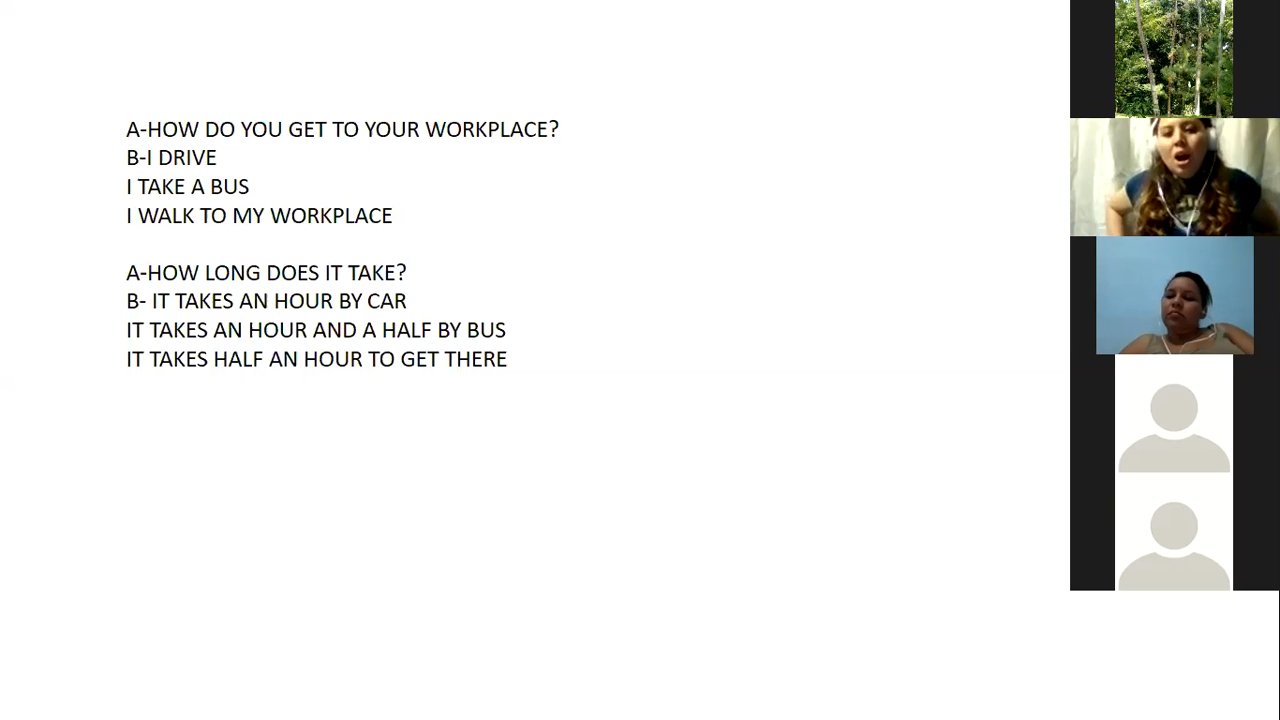 A-HOW DO YOU GET TO YOUR WORKPLACE?
B-I DRIVE
I TAKE A BUS
I WALK TO MY WORKPLACE
A-HOW LONG DOES IT TAKE?
B- IT TAKES AN HOUR BY CAR
IT TAKES AN HOUR AND A HALF BY BUS
IT TAKES HALF AN HOUR TO GET THERE